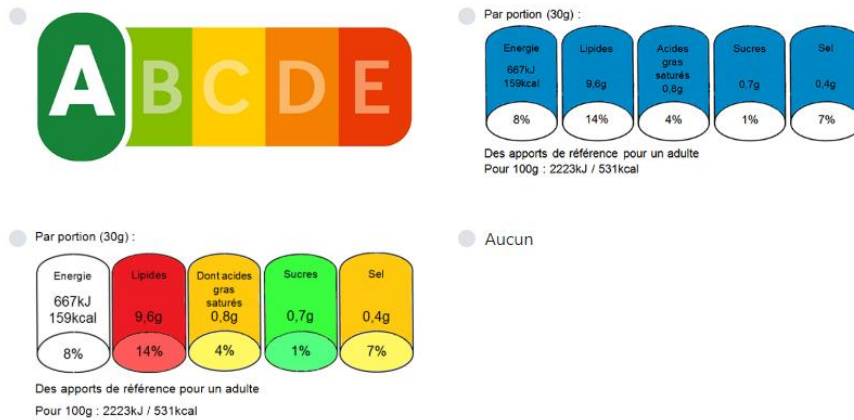 A B C D E
Par portion (30g) :
Energie Lipides Acides gras saturés Sucres Sel
667kJ
159kcal 9,6g 0,8g 0,7g 0,4g
8% 14% 4% 1% 7%
Des apports de référence pour un adulte
Pour 100g : 2223kJ / 531kcal
Par portion (30g) :
Energie Lipides Dont acides gras saturés Sucres Sel
667kJ
159kcal 9,6g 0,8g 0,7g 0,4g
8% 14% 4% 1% 7%
Des apports de référence pour un adulte
Pour 100g : 2223kJ / 531kcal
Aucun